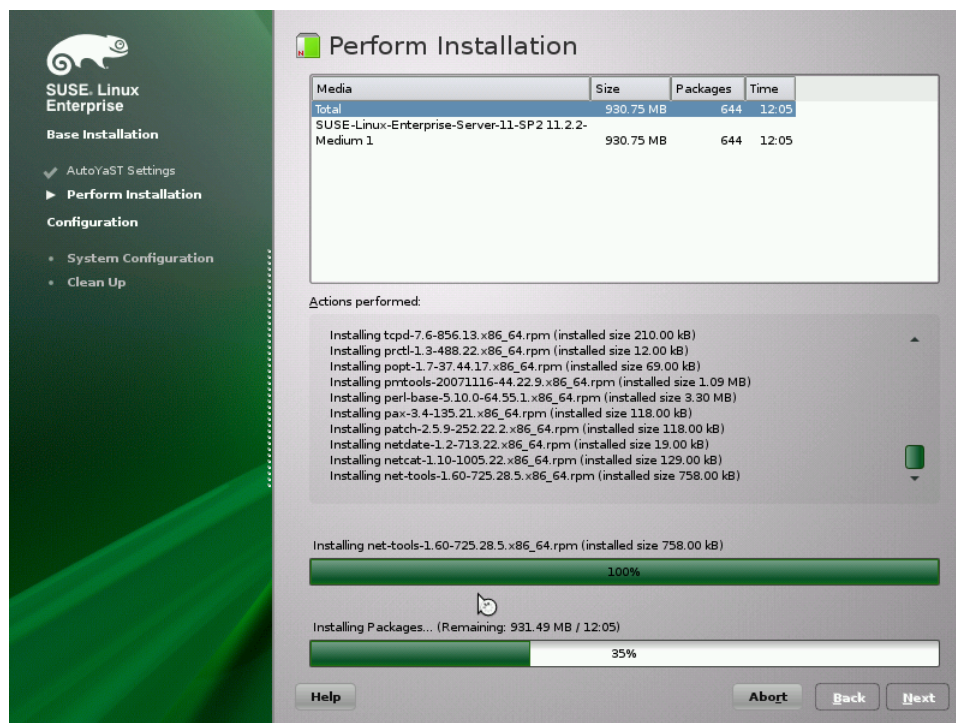 SUSE. Linux
Enterprise
Base Installation
AutoYaST Settings
Perform Installation
Configuration
System Configuration
Clean Up
N
Perform Installation
Media Size Packages Time
Total 930.75 MB 644 12:05
SUSE-Linux-Enterprise-Server-11-SP2 11.2.2-
Medium 1 930.75 MB 644 12:05
Actions performed:
Installing tcpd-7.6-856.13.x86_64.rpm (installed size 210.00 kB)
Installing prctl-1.3-488.22.x86_64.rpm (installed size 12.00 kB)
Installing popt-1.7-37.44.17.x86_64.rpm (installed size 69.00 kB)
Installing pmtools-20071116-44.22.9.x86_64.rpm (installed size 1.09 MB)
Installing perl-base-5.10.0-64.55.1.x86_64.rpm (installed size 3.30 MB)
Installing pax-3.4-135.21.x86_64.rpm (installed size 118.00 kB)
Installing patch-2.5.9-252.22.2.x86_64.rpm (installed size 118.00 kB)
Installing netdate-1.2-713.22.x86_64.rpm (installed size 19.00 kB)
Installing netcat-1.10-1005.22.x86_64.rpm (installed size 129.00 kB)
Installing net-tools-1.60-725.28.5.x86_64.rpm (installed size 758.00 kB)
Installing net-tools-1.60-725.28.5.x86_64.rpm (installed size 758.00 kB)
100%
Installing Packages... (Remaining: 931.49 MB / 12:05)
35%
Help Abort Back Next